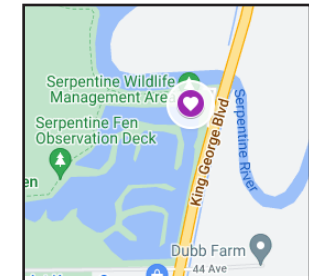 Serpentine Wildlife
Management Area
King George Blvd
Serpentine River
Serpentine Fen
Observation Deck
en
Dubb Farm
44 Ave